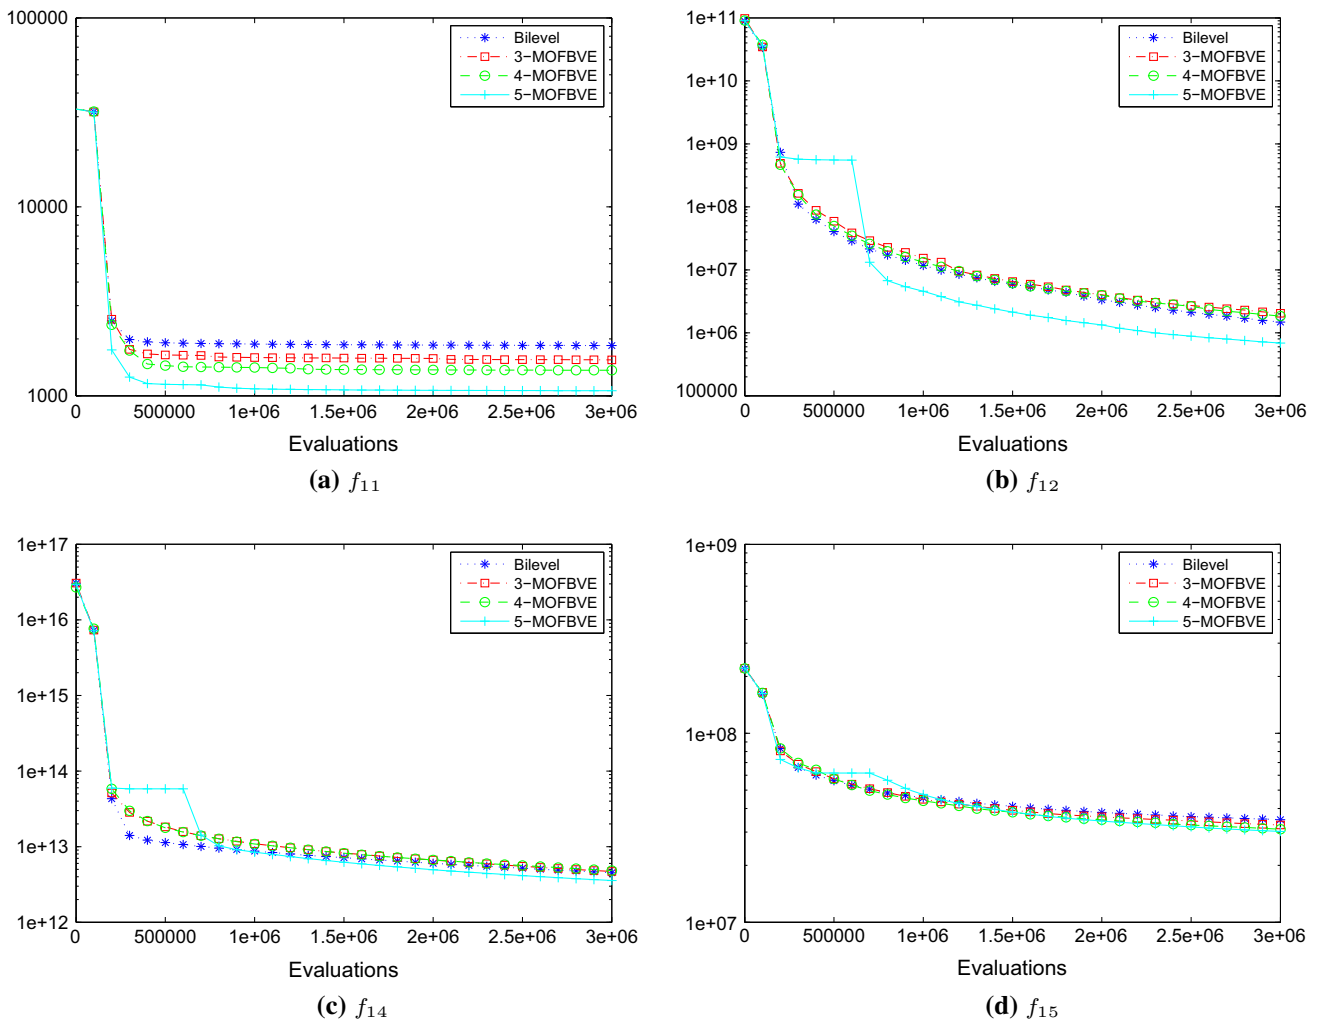 100000
10000
1000
0
500000
1e+06
1.5e+06
2e+06
2.5e+06
3e+06
Bilevel
3−MOFBVE
4−MOFBVE
5−MOFBVE
Evaluations
(a) f11
1e+11
1e+10
1e+09
1e+08
1e+07
1e+06
100000
0
500000
1e+06
1.5e+06
2e+06
2.5e+06
3e+06
Bilevel
3−MOFBVE
4−MOFBVE
5−MOFBVE
Evaluations
(b) f12
1e+17
1e+16
1e+15
1e+14
1e+13
1e+12
0
500000
1e+06
1.5e+06
2e+06
2.5e+06
3e+06
Bilevel
3−MOFBVE
4−MOFBVE
5−MOFBVE
Evaluations
(c) f14
1e+09
1e+08
1e+07
0
500000
1e+06
1.5e+06
2e+06
2.5e+06
3e+06
Bilevel
3−MOFBVE
4−MOFBVE
5−MOFBVE
Evaluations
(d) f15